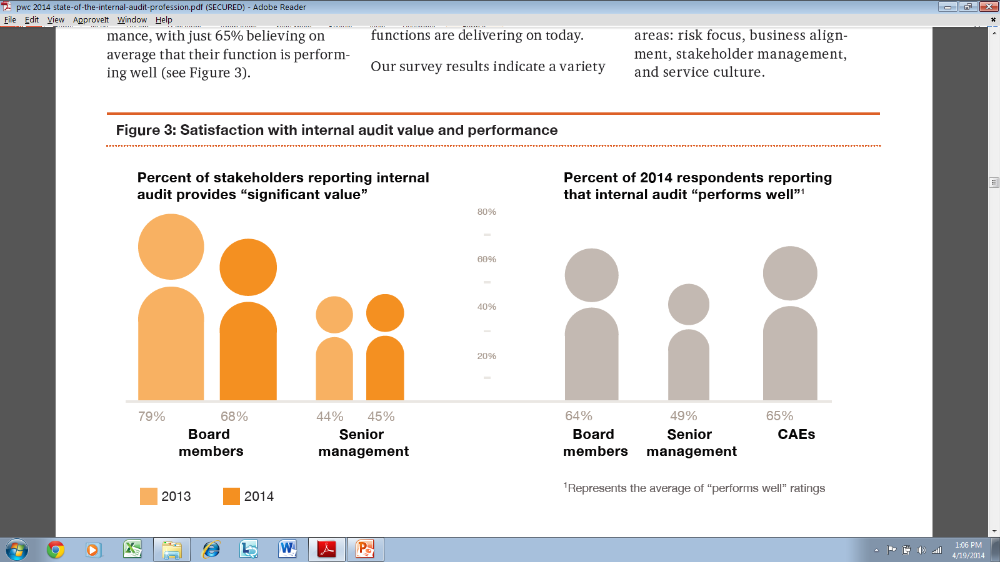 pwc 2014 state-of-the-internal-audit-profession.pdf (SECURED) - Adobe Reader
File Edit View ApproveIt Window Help
mance, with just 65% believing on
average that their function is perform-
ing well (see Figure 3).
functions are delivering on today.
Our survey results indicate a variety
areas: risk focus, business align-
ment, stakeholder management,
and service culture.
Figure 3: Satisfaction with internal audit value and performance
Percent of stakeholders reporting internal
audit provides “significant value”
79% 68% 44% 45%
Board
members
Senior
management
2013 2014
80%
60%
40%
20%
Percent of 2014 respondents reporting
that internal audit “performs well”¹
64% 49% 65%
Board
members
Senior
management
CAEs
¹Represents the average of “performs well” ratings
1:06 PM
4/19/2014